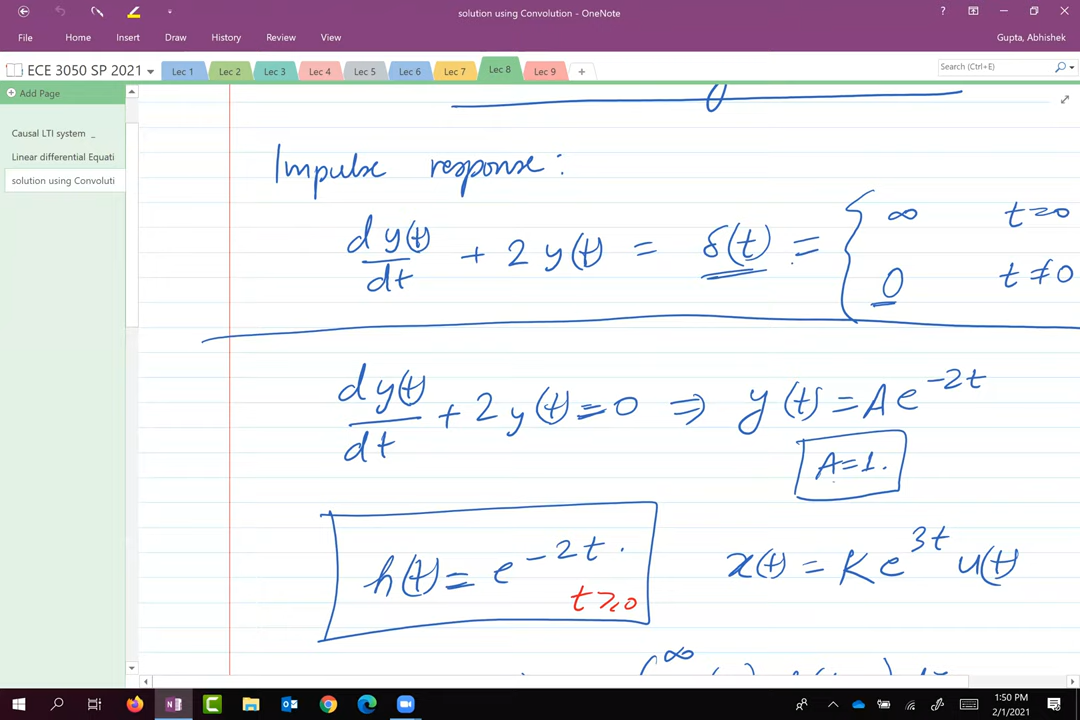 solution using Convolution - OneNote
Gupta, Abhishek
File Home Insert Draw History Review View
ECE 3050 SP 2021 Lec 1 Lec 2 Lec 3 Lec 4 Lec 5 Lec 6 Lec 7 Lec 8 Lec 9 +
Search (Ctrl+E)
Add Page
Causal LTI system _
Linear differential Equati
solution using Convoluti
Impulse response:
dy(t)/dt + 2y(t) = δ(t) = { ∞ t=0
0 t≠0
dy(t)/dt + 2y(t) = 0 ⇒ y(t) = Ae^-2t
A=1.
h(t) = e^-2t.
t≥0
x(t) = Ke^3t u(t)
1:50 PM
2/1/2021